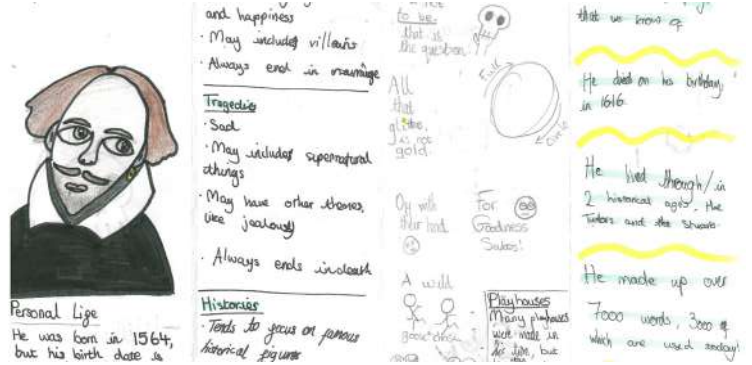 Personal Life
He was born in 1564,
but his birth date is
and happiness
· May includes villains
· Always end in marriage
Tragedies
· Sad
· May includes supernatural
things
· May have other themes,
like jealousy
· Always ends in death
Histories
· Tends to focus on famous
historical figures
to be,
that is
the question.
Full
Circle
All
that
is not
gold.
with
their head
For
Goodness
Sakes!
A wild
goose chase
Playhouses
Many playhouses
were made in
his time, but
that we know of
He died on his birthday,
in 1616.
He lived through/in
2 historical ages, the
Tudors and the Stuarts
He made up over
7000 words, 3000 of
which are used today!